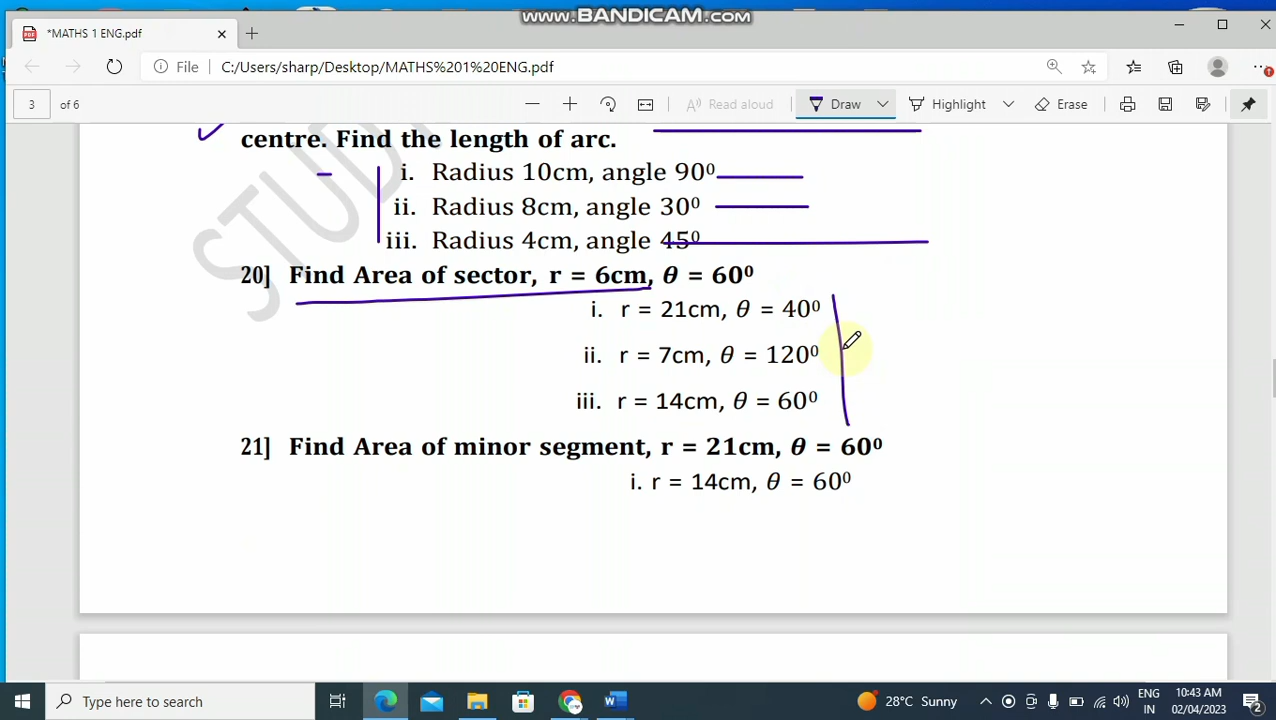 www.BANDICAM.com
*MATHS 1 ENG.pdf
File C:/Users/sharp/Desktop/MATHS%201%20ENG.pdf
3 of 6 Read aloud Draw Highlight Erase
centre. Find the length of arc.
i. Radius 10cm, angle 90⁰
ii. Radius 8cm, angle 30⁰
iii. Radius 4cm, angle 45⁰
20] Find Area of sector, r = 6cm, θ = 60⁰
i. r = 21cm, θ = 40⁰
ii. r = 7cm, θ = 120⁰
iii. r = 14cm, θ = 60⁰
21] Find Area of minor segment, r = 21cm, θ = 60⁰
i. r = 14cm, θ = 60⁰
Type here to search
28°C Sunny
ENG
IN
10:43 AM
02/04/2023
2